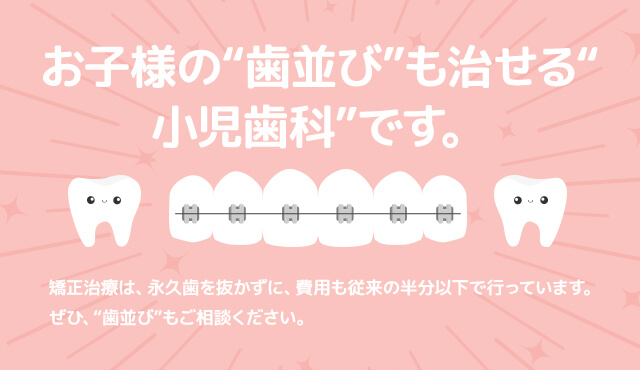 お子様の“歯並び”も治せる“
小児歯科”です。
矯正治療は、永久歯を抜かずに、費用も従来の半分以下で行っています。
ぜひ、“歯並び”もご相談ください。